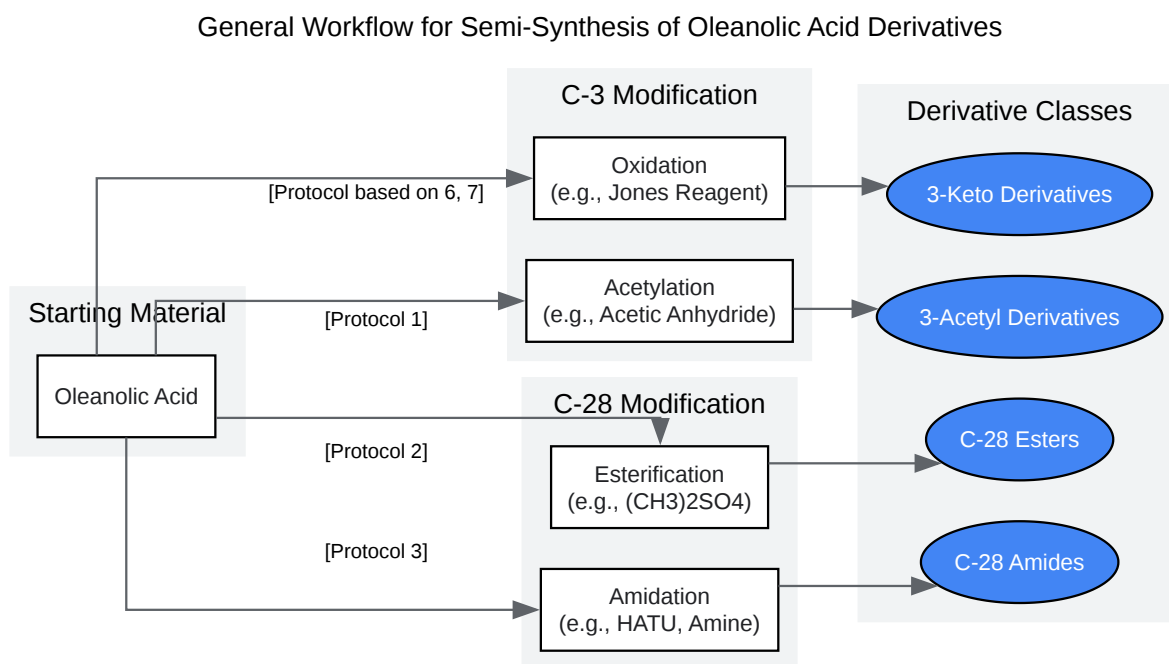 General Workflow for Semi-Synthesis of Oleanolic Acid Derivatives
C-3 Modification
Derivative Classes
Oxidation
(e.g., Jones Reagent)
[Protocol based on 6, 7]
3-Keto Derivatives
Starting Material
Acetylation
(e.g., Acetic Anhydride)
[Protocol 1]
3-Acetyl Derivatives
Oleanolic Acid
C-28 Modification
[Protocol 2]
Esterification
(e.g., (CH3)2SO4)
C-28 Esters
[Protocol 3]
Amidation
(e.g., HATU, Amine)
C-28 Amides